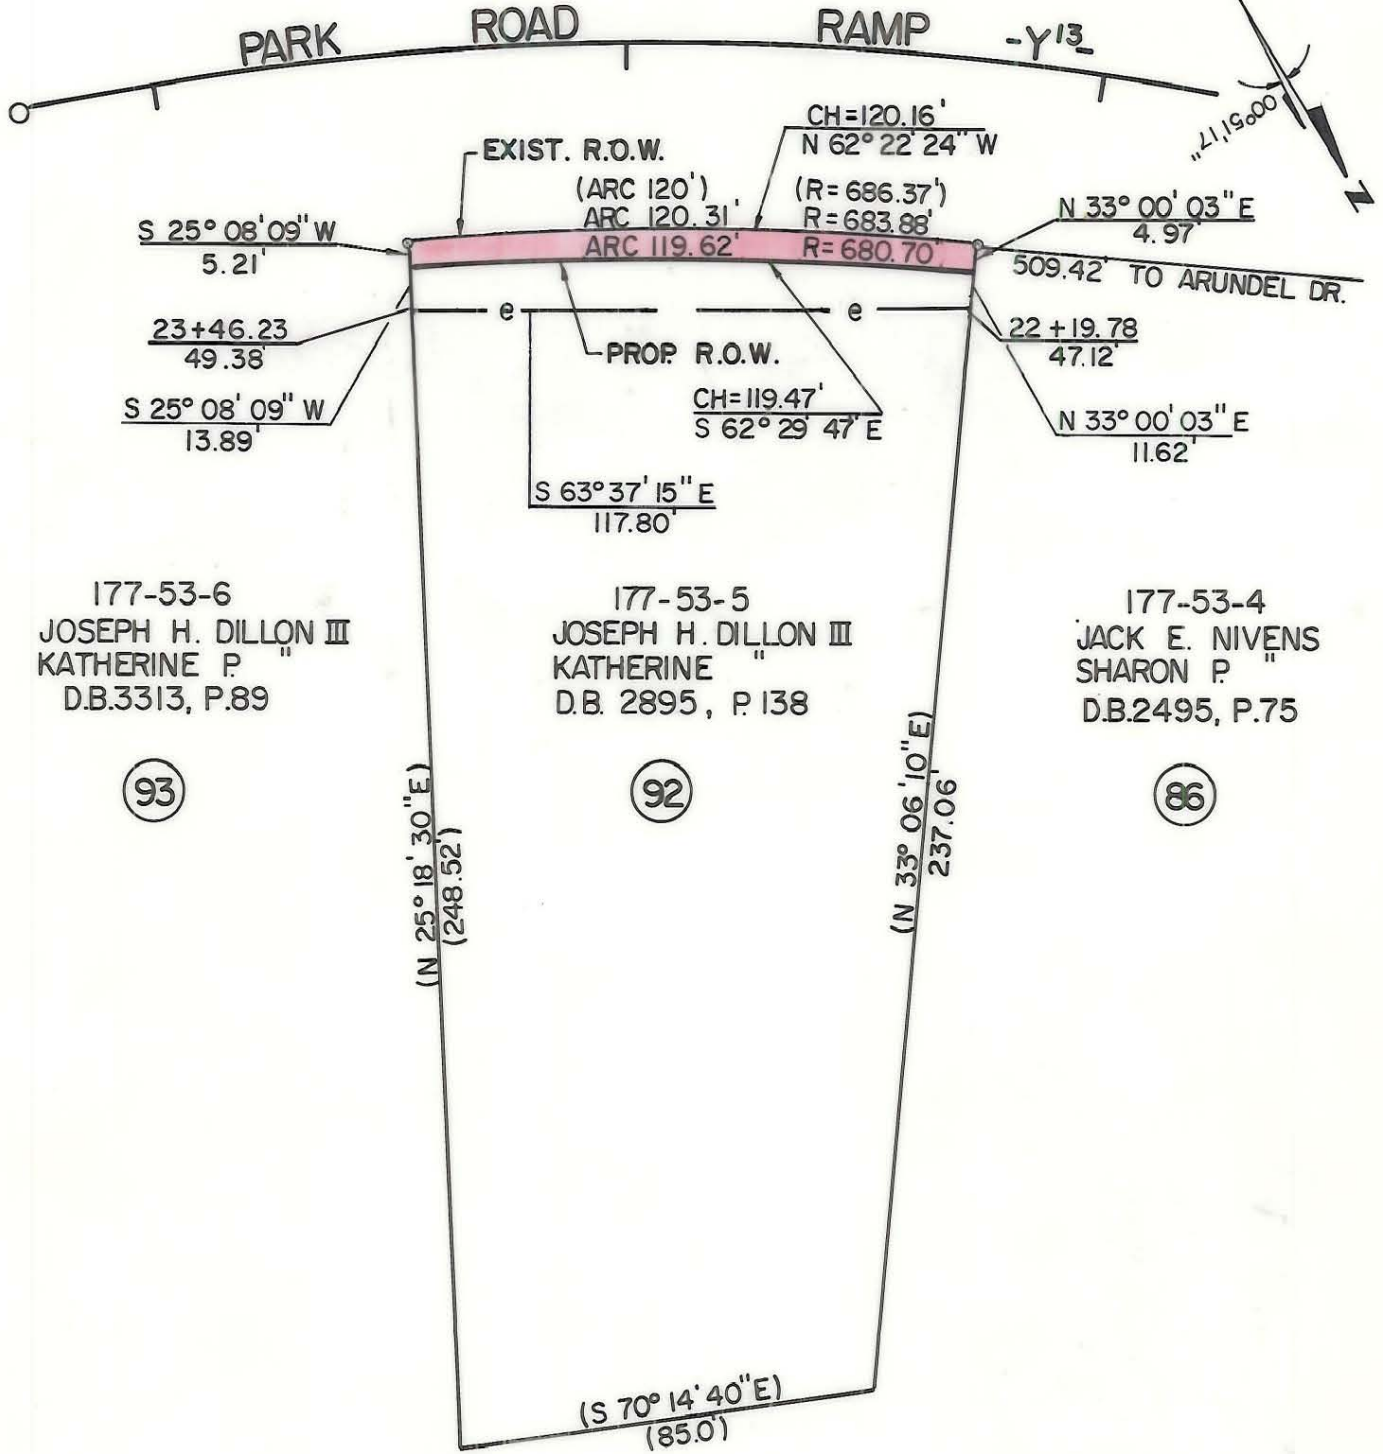 PARK ROAD RAMP -Y13-
00°51'17"
Z
CH=120.16'
N 62° 22' 24" W
EXIST. R.O.W.
(ARC 120')
(R=686.37')
ARC 120.31'
R=683.88'
ARC 119.62'
R=680.70'
N 33° 00' 03" E
4.97'
S 25° 08' 09" W
5.21'
509.42' TO ARUNDEL DR.
e
e
23+46.23
49.38'
22+19.78
47.12'
PROP. R.O.W.
S 25° 08' 09" W
13.89'
CH=119.47'
S 62° 29' 47" E
N 33° 00' 03" E
11.62'
S 63° 37' 15" E
117.80'
177-53-6
JOSEPH H. DILLON III
KATHERINE P. "
D.B.3313, P.89
93
177-53-5
JOSEPH H. DILLON III
KATHERINE "
D.B. 2895, P. 138
92
177-53-4
JACK E. NIVENS
SHARON P. "
D.B.2495, P.75
86
(N 25° 18' 30" E)
(248.52')
(N 33° 06' 10" E)
237.06'
(S 70° 14' 40" E)
(85.0')